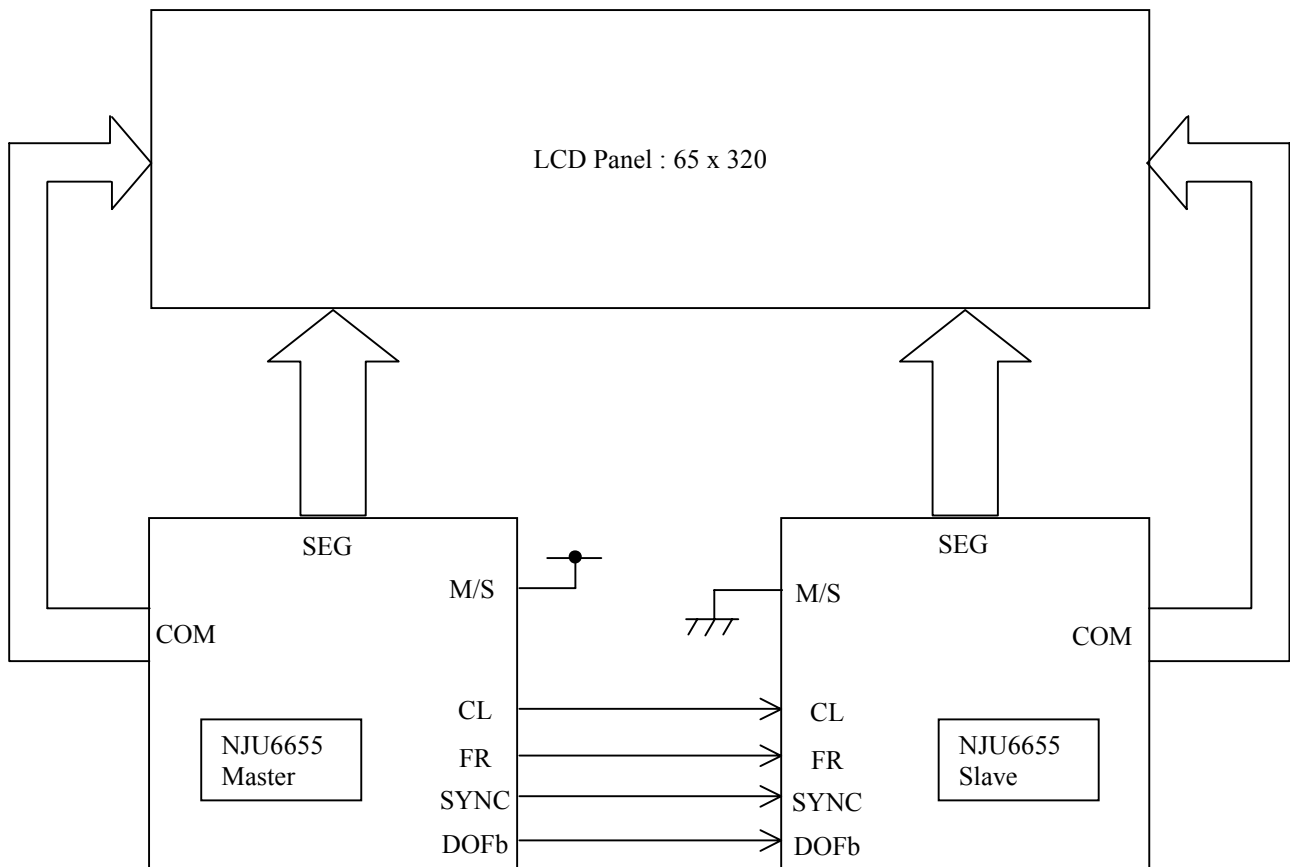 LCD Panel : 65 x 320
SEG
SEG
M/S
M/S
COM
COM
CL
CL
FR
FR
SYNC
SYNC
DOFb
DOFb
NJU6655
Master
NJU6655
Slave